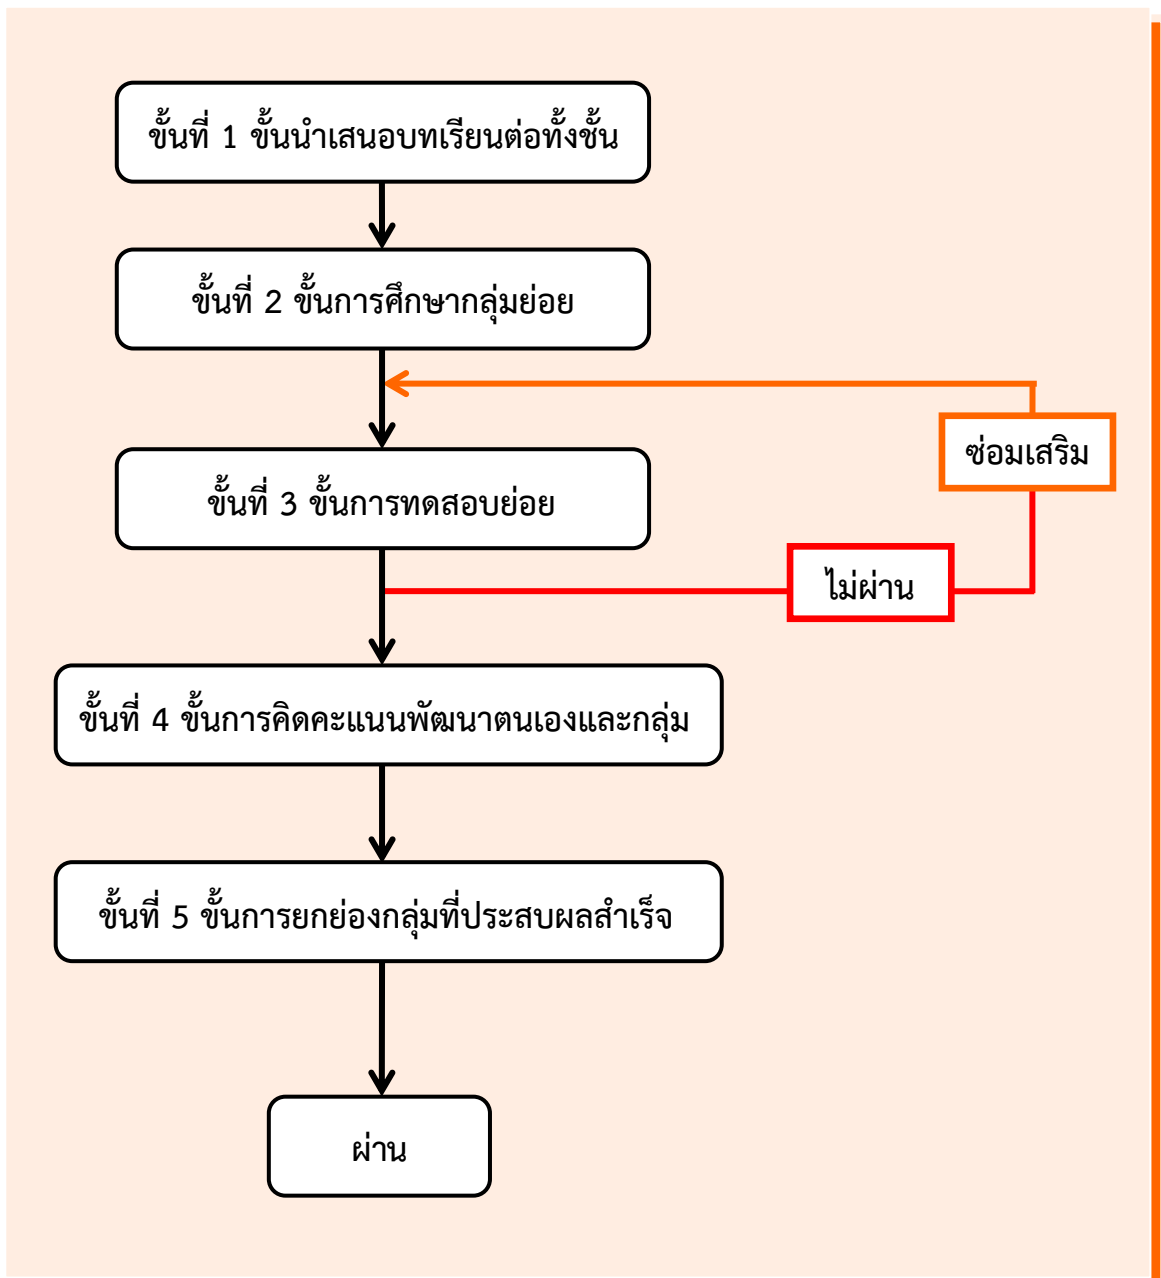 ขั้นที่ 1 ขั้นนำเสนอบทเรียนต่อทั้งชั้น
ขั้นที่ 2 ขั้นการศึกษากลุ่มย่อย
ซ่อมเสริม
ขั้นที่ 3 ขั้นการทดสอบย่อย
ไม่ผ่าน
ขั้นที่ 4 ขั้นการคิดคะแนนพัฒนาตนเองและกลุ่ม
ขั้นที่ 5 ขั้นการยกย่องกลุ่มที่ประสบผลสำเร็จ
ผ่าน